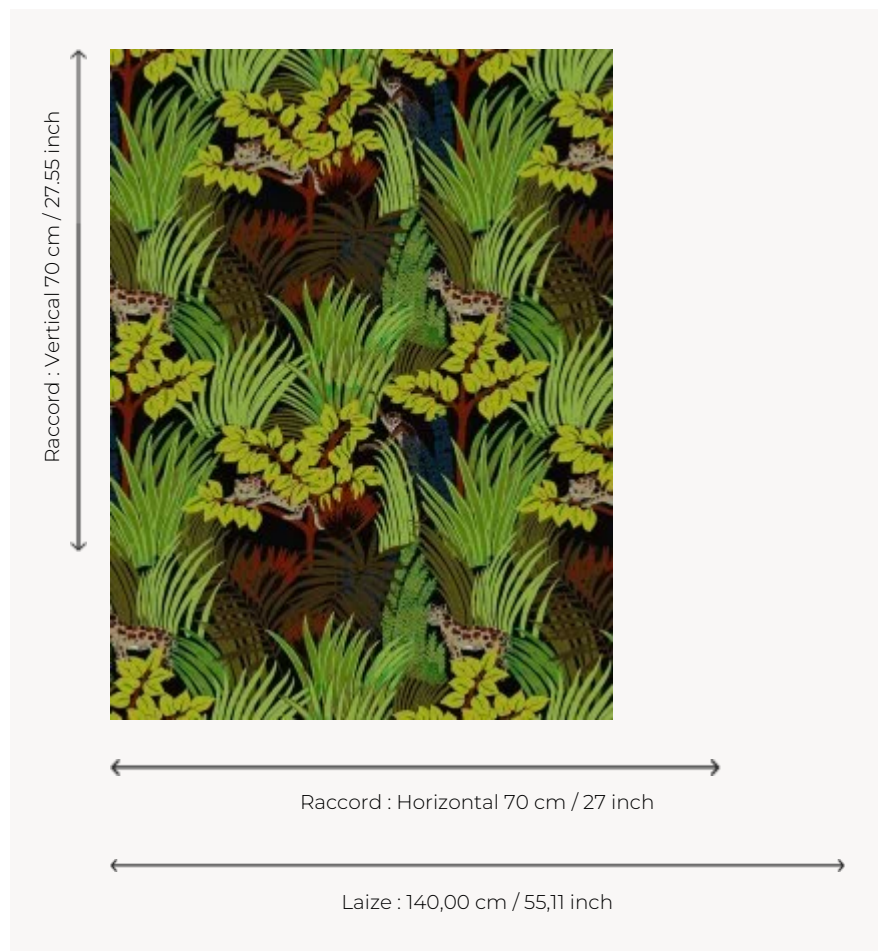 Raccord : Vertical 70 cm / 27.55 inch
Raccord : Horizontal 70 cm / 27 inch
Laize : 140,00 cm / 55,11 inch